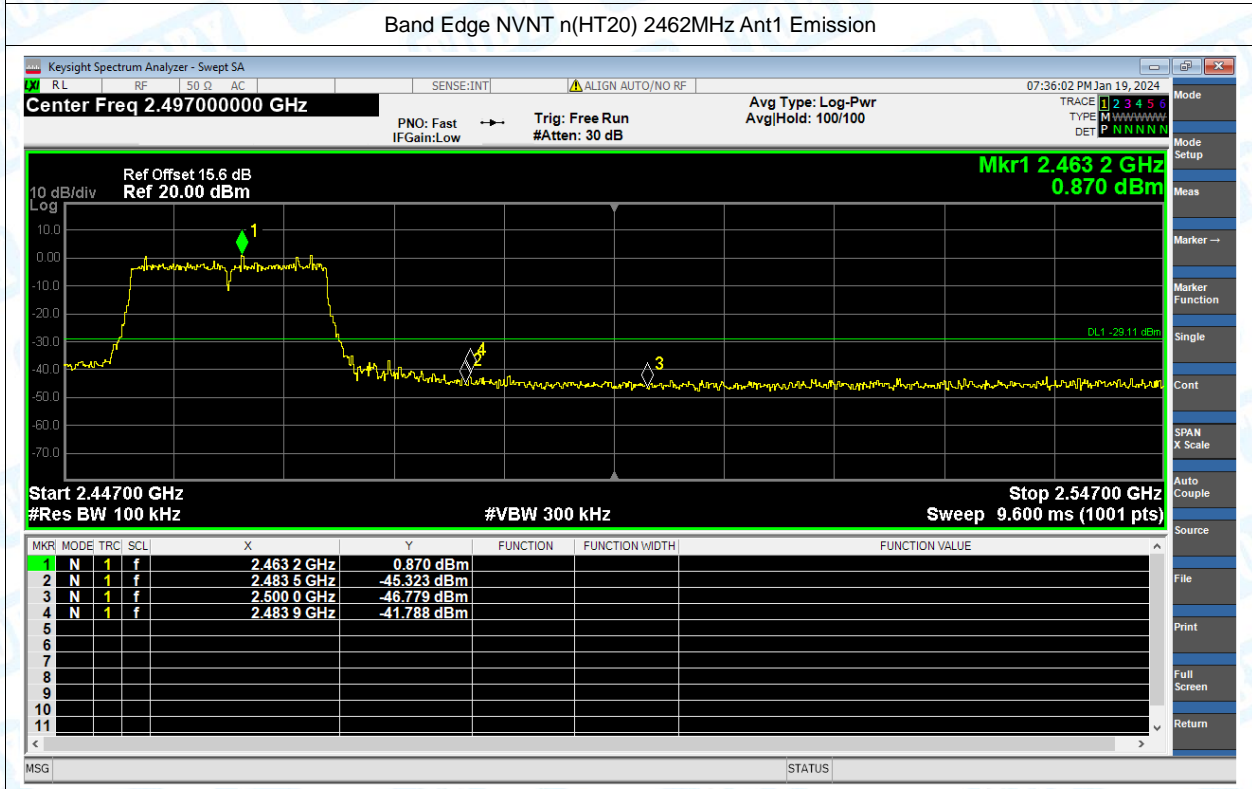 Band Edge NVNT n(HT20) 2462MHz Ant1 Emission
Keysight Spectrum Analyzer - Swept SA
LXI RL RF 50 Ω AC SENSE:INT ALIGN AUTO/NO RF 07:36:02 PM Jan 19, 2024
Center Freq 2.497000000 GHz
PNO: Fast
IFGain:Low
Trig: Free Run
#Atten: 30 dB
Avg Type: Log-Pwr
Avg|Hold: 100/100
TRACE 1 2 3 4 5 6
TYPE M WWWWW
DET P N N N N N
Mkr1 2.463 2 GHz
0.870 dBm
Ref Offset 15.6 dB
10 dB/div Ref 20.00 dBm
Log
10.0
0.00
-10.0
-20.0
-30.0
-40.0
-50.0
-60.0
-70.0
1
4
2
3
DL1 -29.11 dBm
Start 2.44700 GHz Stop 2.54700 GHz
#Res BW 100 kHz #VBW 300 kHz Sweep 9.600 ms (1001 pts)
MKR MODE TRC SCL X Y FUNCTION FUNCTION WIDTH FUNCTION VALUE
1 N 1 f 2.463 2 GHz 0.870 dBm
2 N 1 f 2.483 5 GHz -45.323 dBm
3 N 1 f 2.500 0 GHz -46.779 dBm
4 N 1 f 2.483 9 GHz -41.788 dBm
5
6
7
8
9
10
11
MSG STATUS
Mode
Mode
Setup
Meas
Marker→
Marker
Function
Single
Cont
SPAN
X Scale
Auto
Couple
Source
File
Print
Full
Screen
Return